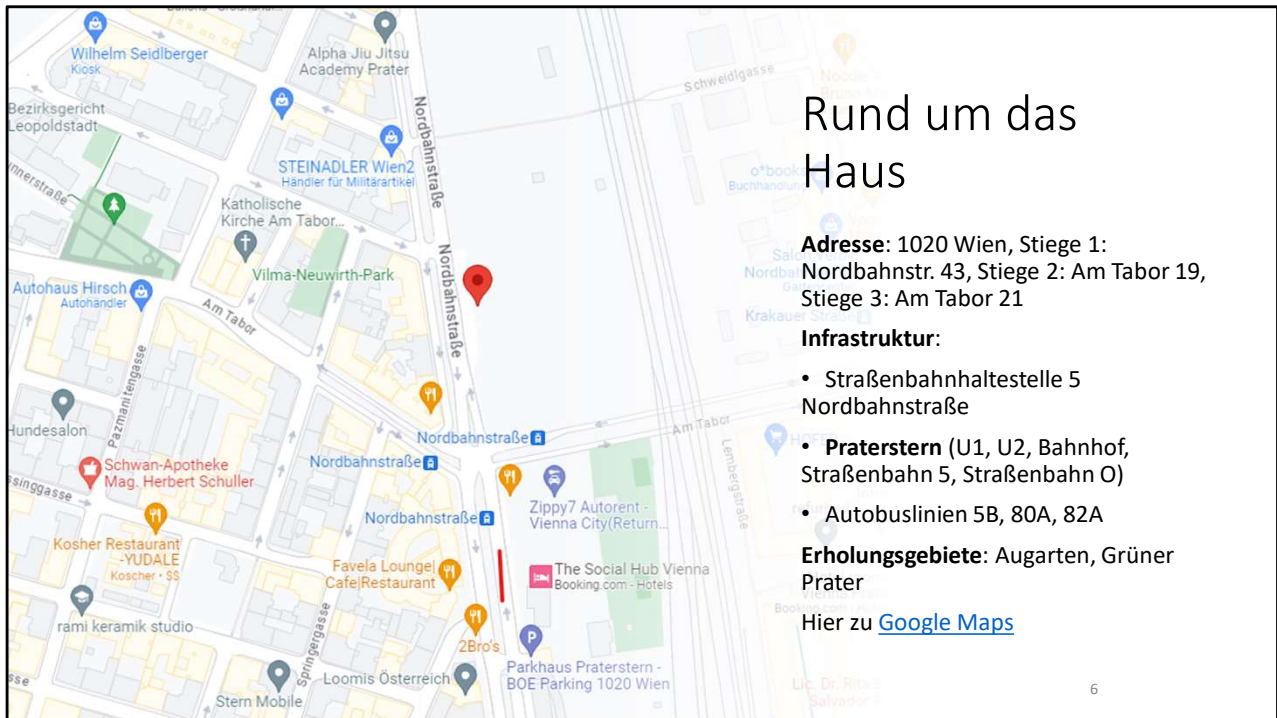 Wilhelm Seidlberger
Kiosk
Alpha Jiu Jitsu
Academy Prater
Schweidlgasse
Bezirksgericht
Leopoldstadt
Nordbahnstraße
STEINADLER Wien2
Händler für Militärartikel
Katholische
Kirche Am Tabor...
Vilma-Neuwirth-Park
Nordbahnstraße
Autohaus Hirsch
Autohändler
Am Tabor
Krakauer Straße
Pazmanitengasse
Hundesalon
Nordbahnstraße
Am Tabor
HOFER
Nordbahnstraße
Schwan-Apotheke
Mag. Herbert Schuller
Lembergstraße
Zippy7 Autorent -
Vienna City(Return...
Nordbahnstraße
Kosher Restaurant
-YUDALE
Koscher · $$
Favela Lounge|
Cafe|Restaurant
The Social Hub Vienna
Booking.com - Hotels
rami keramik studio
Springergasse
2Bro's
Parkhaus Praterstern -
BOE Parking 1020 Wien
Loomis Österreich
Stern Mobile
Rund um das
Haus
Adresse: 1020 Wien, Stiege 1:
Nordbahnstr. 43, Stiege 2: Am Tabor 19,
Stiege 3: Am Tabor 21
Infrastruktur:
• Straßenbahnhaltestelle 5
Nordbahnstraße
• Praterstern (U1, U2, Bahnhof,
Straßenbahn 5, Straßenbahn O)
• Autobuslinien 5B, 80A, 82A
Erholungsgebiete: Augarten, Grüner
Prater
Hier zu Google Maps
6